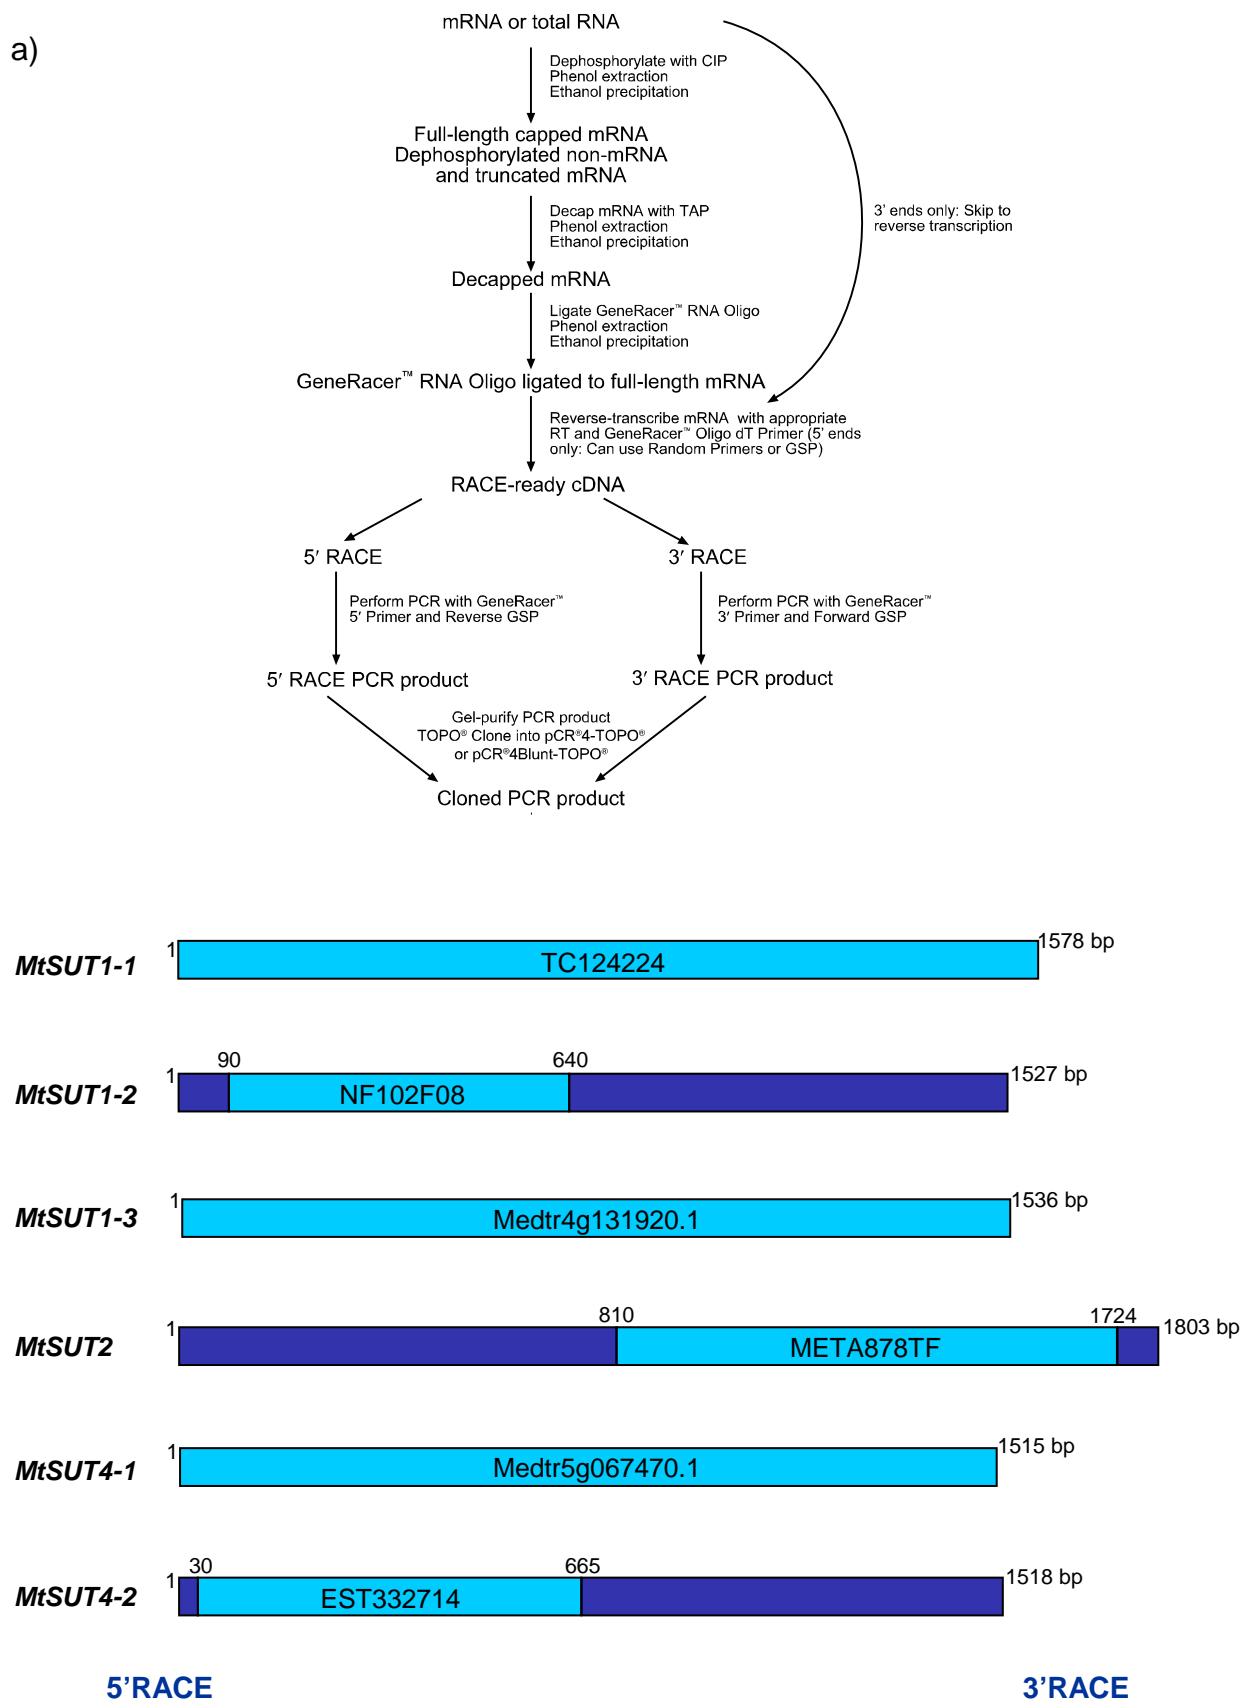 a)
mRNA or total RNA
Dephosphorylate with CIP
Phenol extraction
Ethanol precipitation
Full-length capped mRNA
Dephosphorylated non-mRNA
and truncated mRNA
3' ends only: Skip to
reverse transcription
Decap mRNA with TAP
Phenol extraction
Ethanol precipitation
Decapped mRNA
Ligate GeneRacer™ RNA Oligo
Phenol extraction
Ethanol precipitation
GeneRacer™ RNA Oligo ligated to full-length mRNA
Reverse-transcribe mRNA with appropriate
RT and GeneRacer™ Oligo dT Primer (5' ends
only: Can use Random Primers or GSP)
RACE-ready cDNA
5′ RACE
3′ RACE
Perform PCR with GeneRacer™
5′ Primer and Reverse GSP
Perform PCR with GeneRacer™
3′ Primer and Forward GSP
5′ RACE PCR product
3′ RACE PCR product
Gel-purify PCR product
TOPO® Clone into pCR®4-TOPO®
or pCR®4Blunt-TOPO®
Cloned PCR product
MtSUT1-1
1
TC124224
1578 bp
MtSUT1-2
1
90
NF102F08
640
1527 bp
MtSUT1-3
1
Medtr4g131920.1
1536 bp
MtSUT2
1
810
META878TF
1724
1803 bp
MtSUT4-1
1
Medtr5g067470.1
1515 bp
MtSUT4-2
1
30
EST332714
665
1518 bp
5’RACE
3’RACE